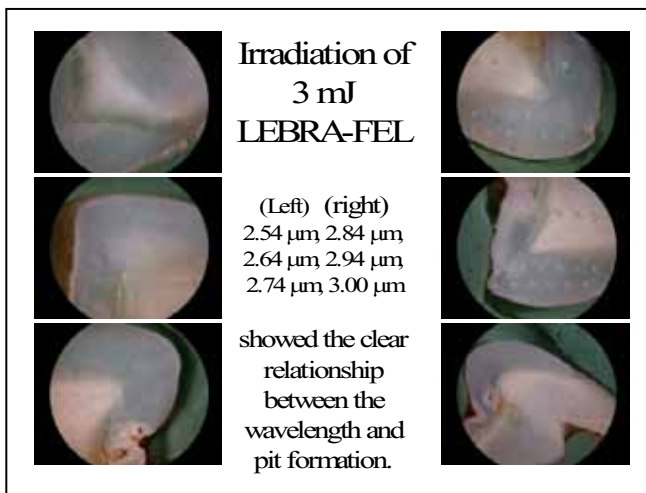 Irradiation of
3 mJ
LEBRA-FEL
(Left) (right)
2.54 μm, 2.84 μm,
2.64 μm, 2.94 μm,
2.74 μm, 3.00 μm
showed the clear
relationship
between the
wavelength and
pit formation.